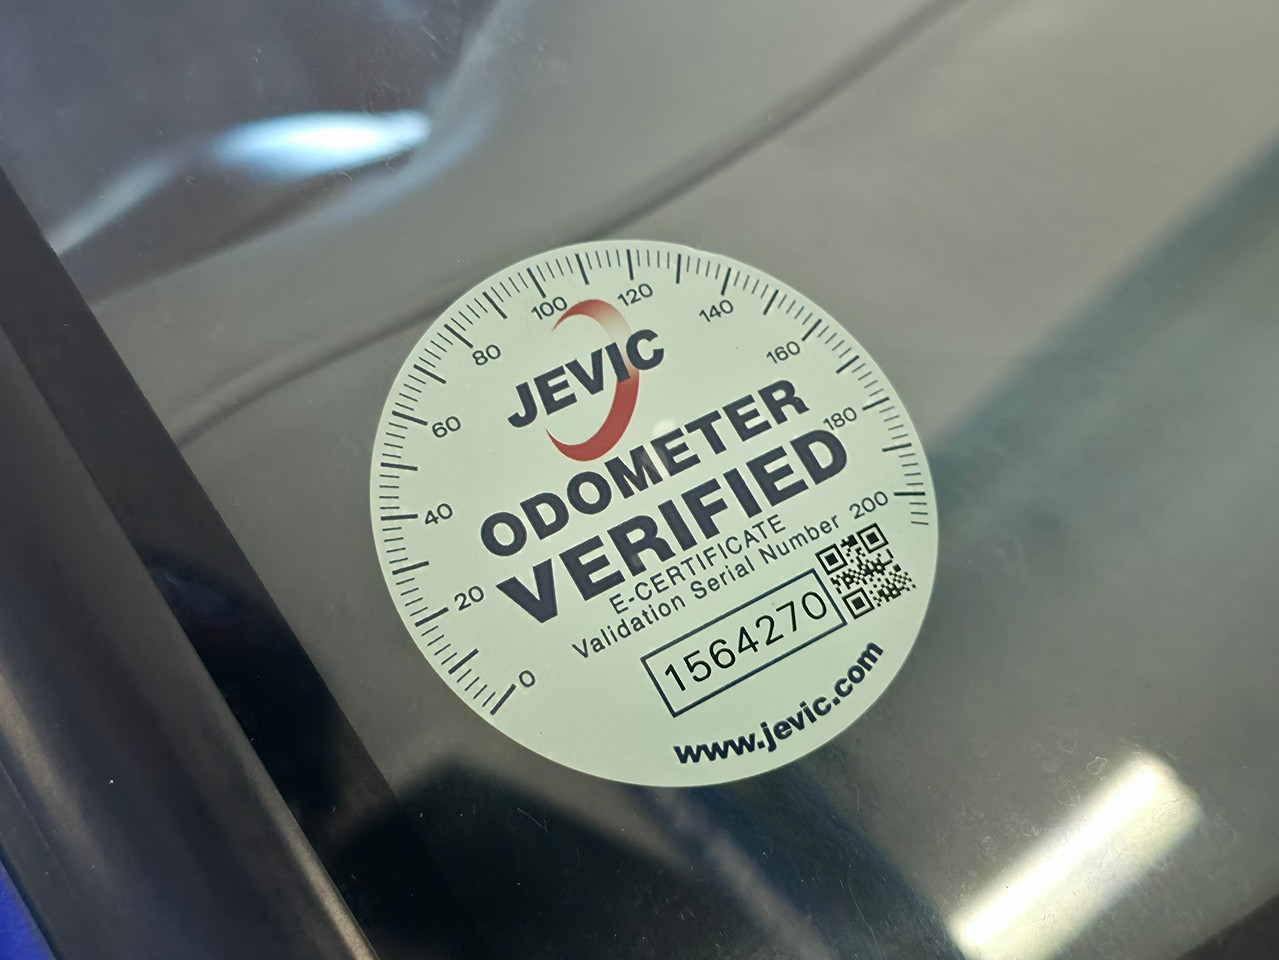 0
20
40
60
80
100
120
140
160
180
200
JEVIC
ODOMETER
VERIFIED
E-CERTIFICATE
Validation Serial Number
1564270
www.jevic.com